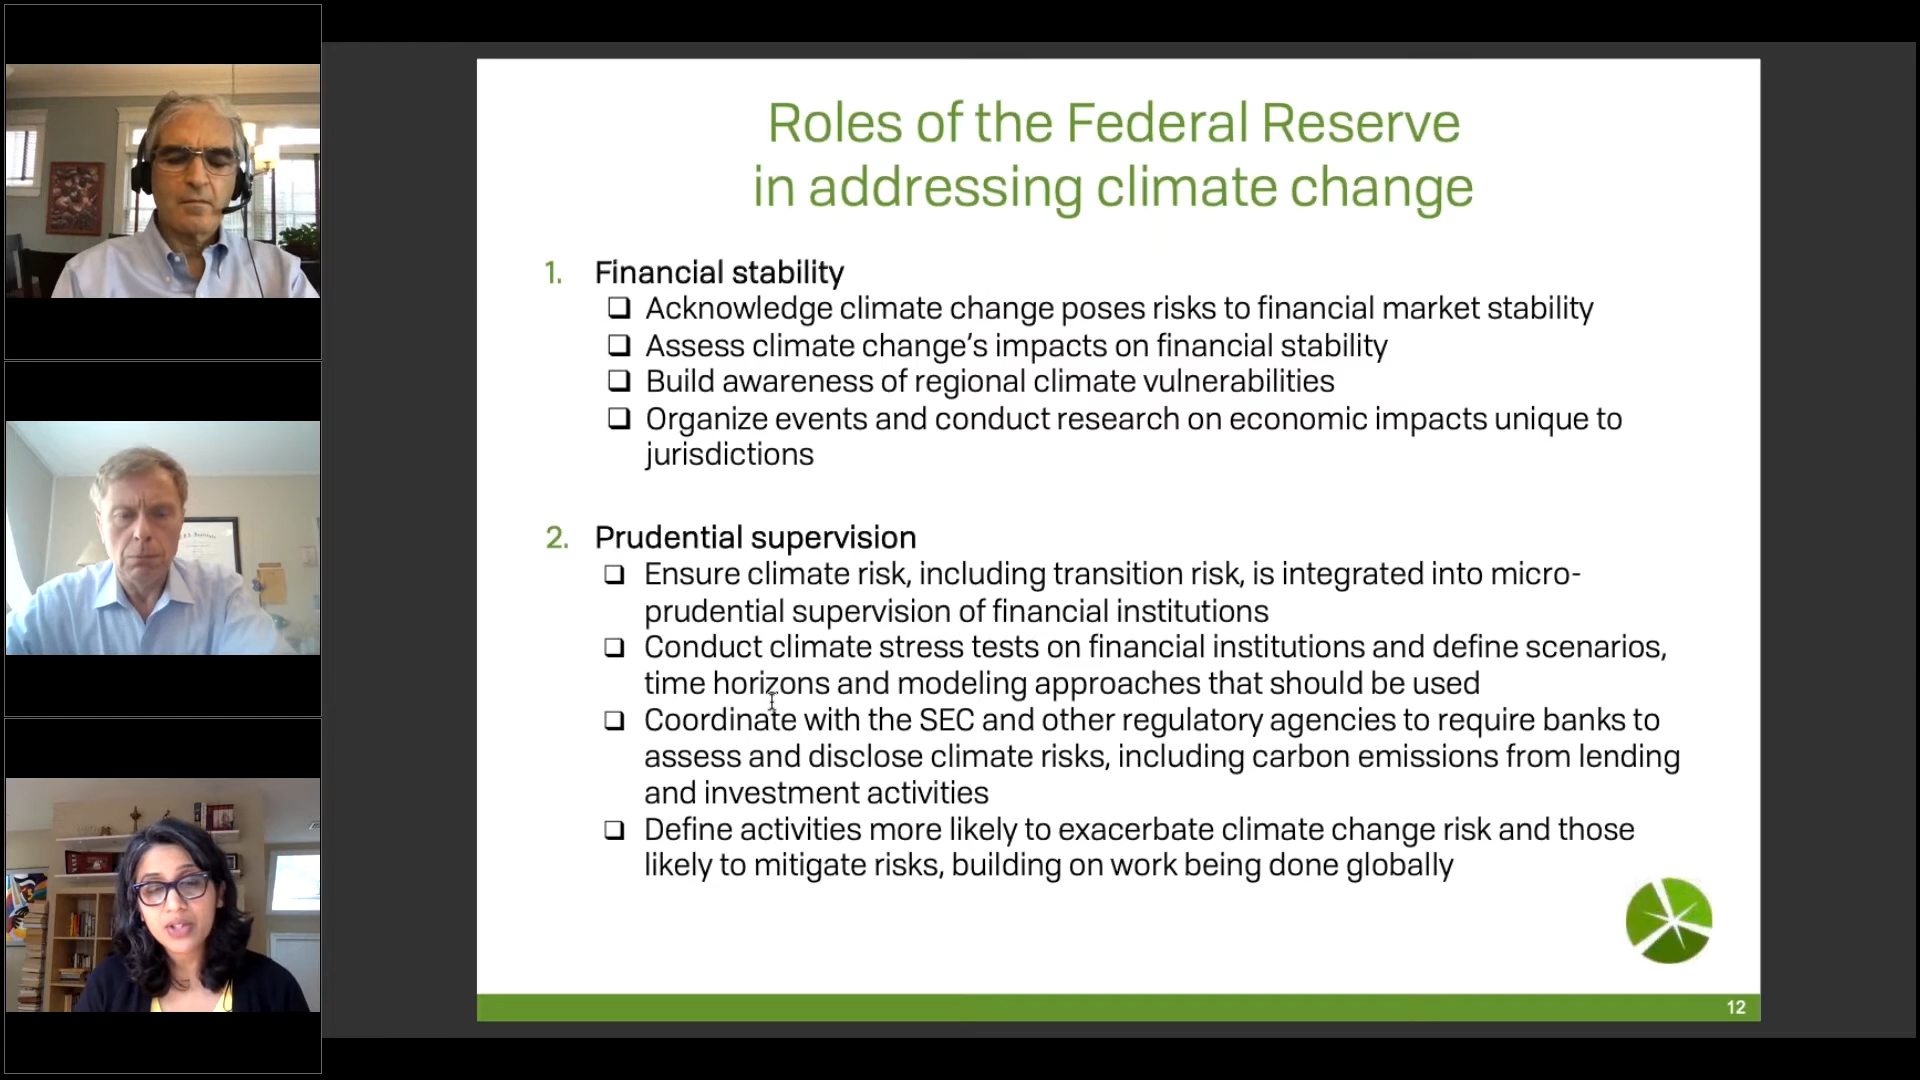 Roles of the Federal Reserve
in addressing climate change
1. Financial stability
❑ Acknowledge climate change poses risks to financial market stability
❑ Assess climate change’s impacts on financial stability
❑ Build awareness of regional climate vulnerabilities
❑ Organize events and conduct research on economic impacts unique to
jurisdictions
2. Prudential supervision
❑ Ensure climate risk, including transition risk, is integrated into micro-
prudential supervision of financial institutions
❑ Conduct climate stress tests on financial institutions and define scenarios,
time horizons and modeling approaches that should be used
❑ Coordinate with the SEC and other regulatory agencies to require banks to
assess and disclose climate risks, including carbon emissions from lending
and investment activities
❑ Define activities more likely to exacerbate climate change risk and those
likely to mitigate risks, building on work being done globally
12